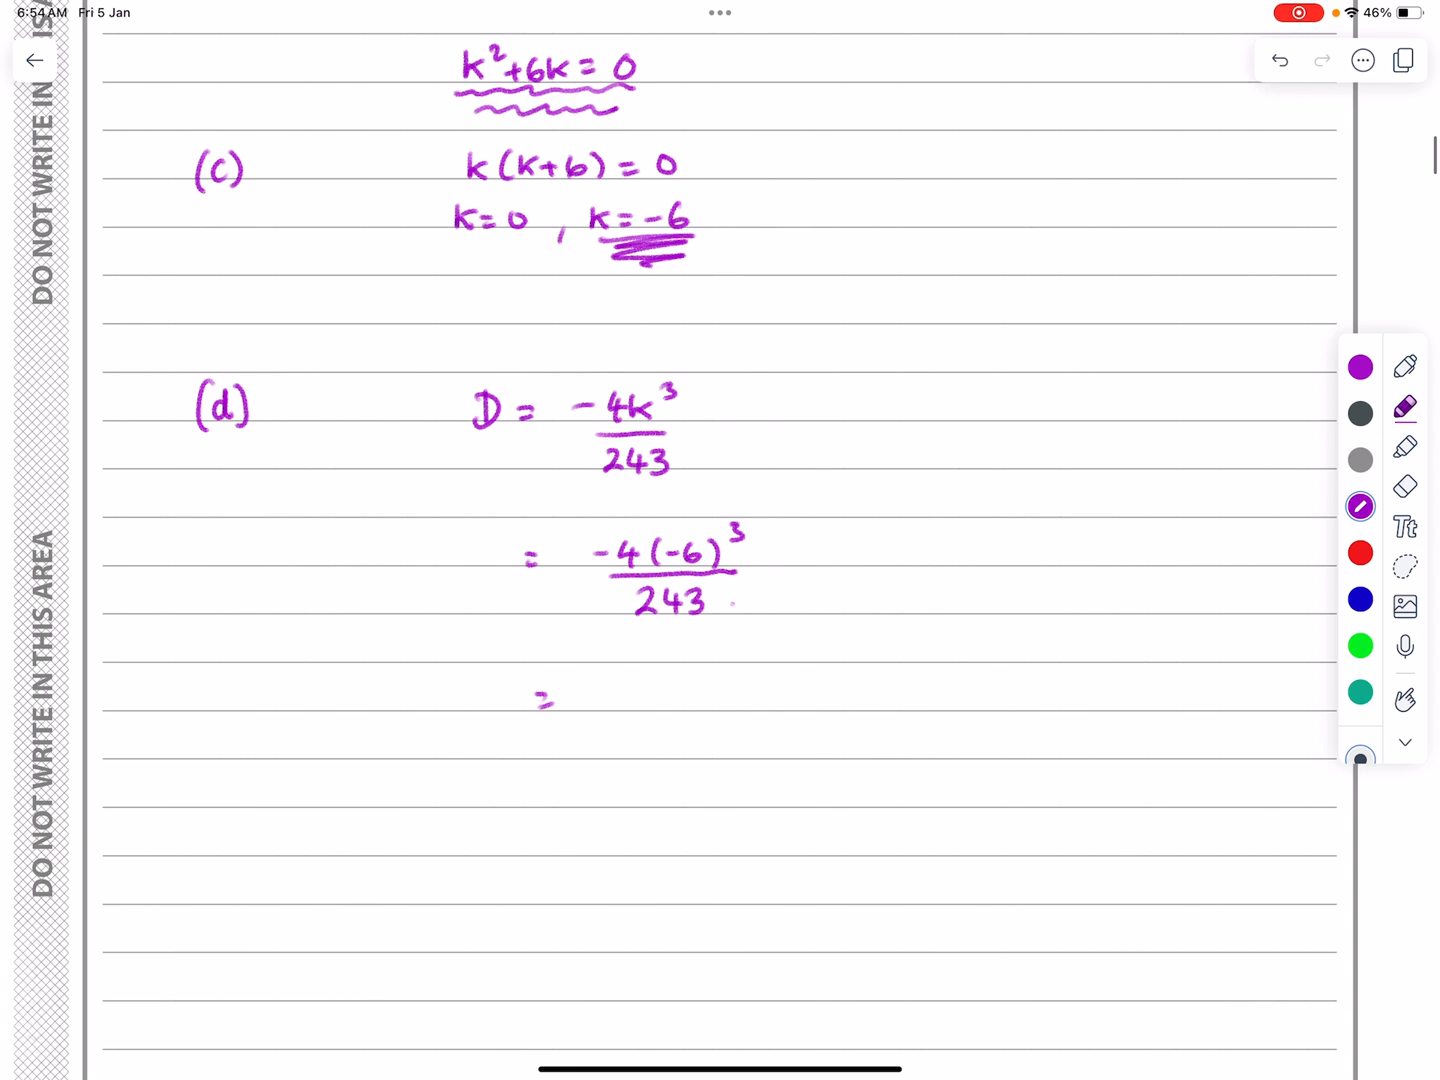 6:54 AM Fri 5 Jan
46%
DO NOT WRITE IN
k²+6k = 0
(c) k(k+6) = 0
k=0 , k=-6
(d) D = -4k³
243
= -4(-6)³
243
=
DO NOT WRITE IN THIS AREA
Tt